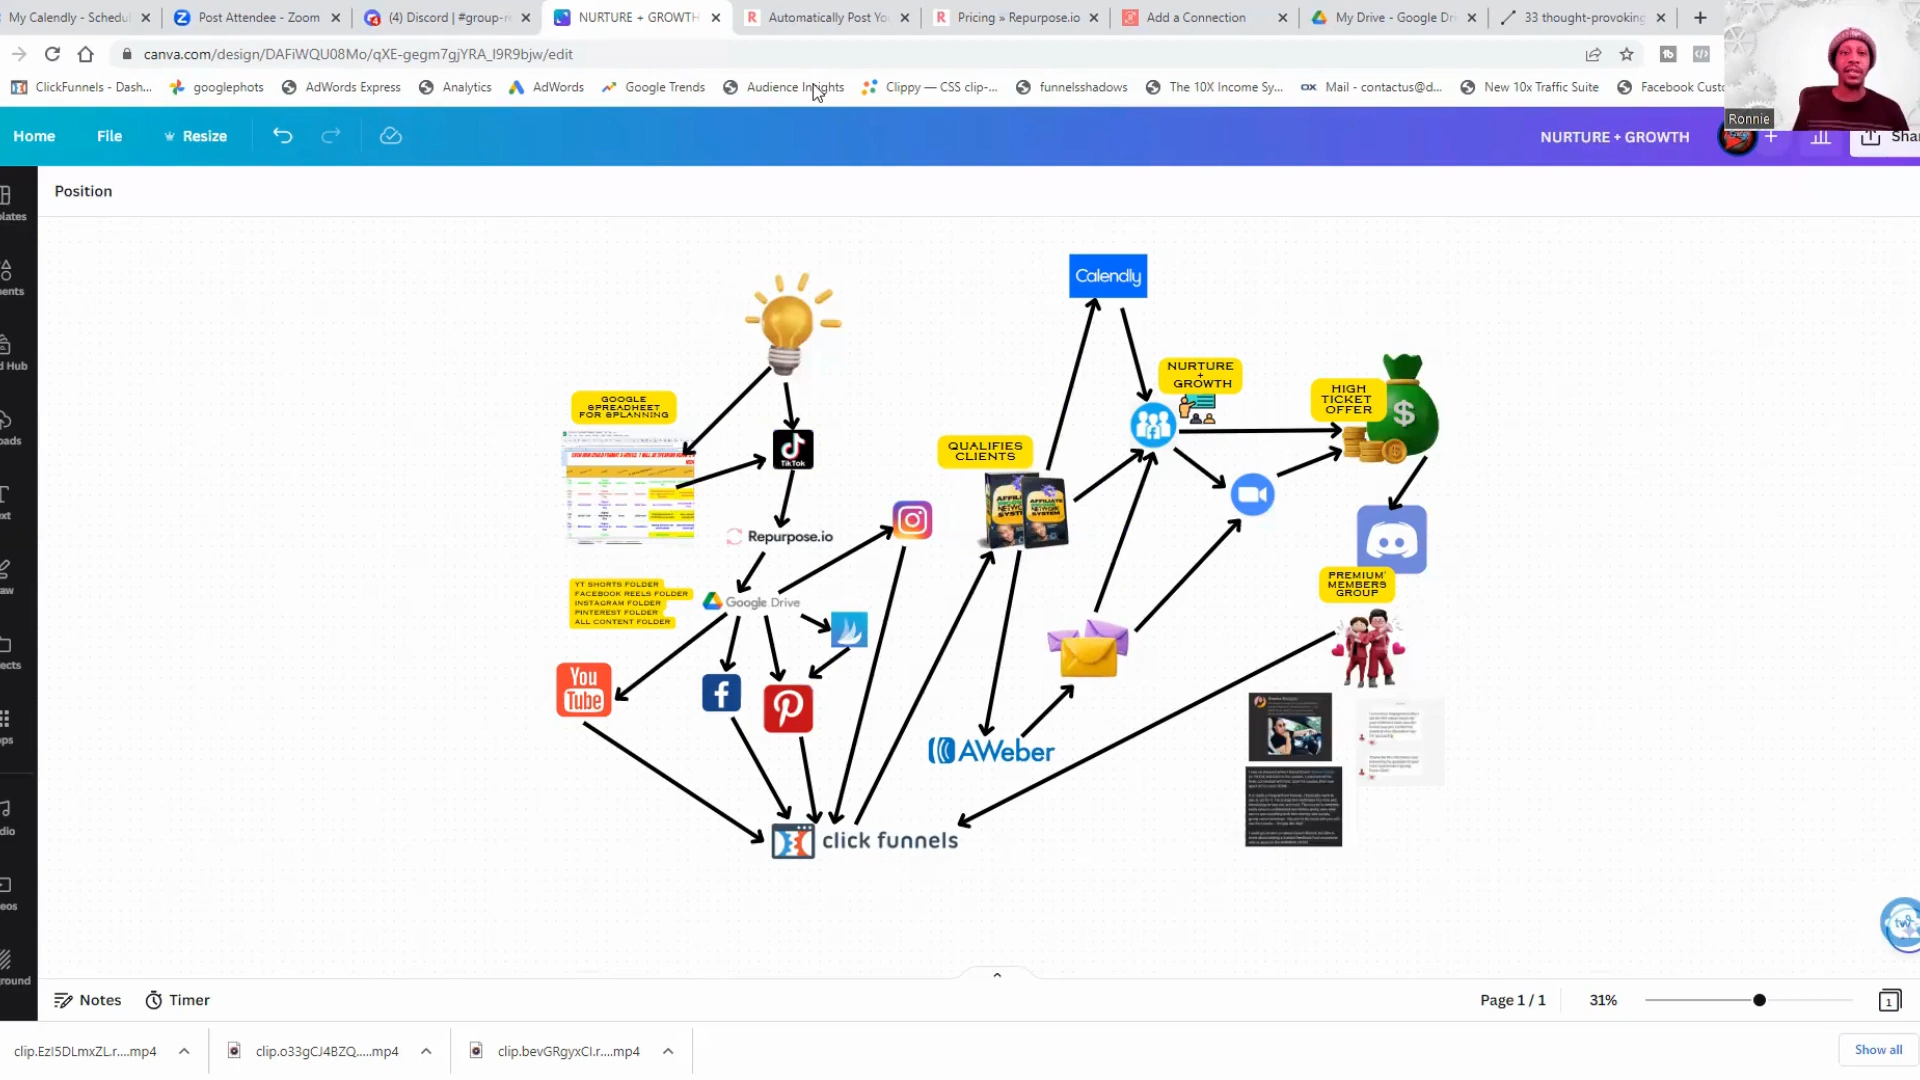 My Calendly - Schedul
Post Attendee - Zoom
(4) Discord | #group-re
NURTURE + GROWTH
Automatically Post You
Pricing » Repurpose.io
Add a Connection
My Drive - Google Dr
33 thought-provoking
canva.com/design/DAFiWQU08Mo/qXE-gegm7gjYRA_I9R9bjw/edit
ClickFunnels - Dash...
googlephots
AdWords Express
Analytics
AdWords
Google Trends
Audience Insights
Clippy — CSS clip-...
funnelsshadows
The 10X Income Sy...
Mail - contactus@d...
New 10x Traffic Suite
Facebook Custo
Ronnie
Home
File
Resize
NURTURE + GROWTH
Shar
Position
Calendly
NURTURE
+
GROWTH
HIGH
TICKET
OFFER
$
GOOGLE
SPREADHEET
FOR &PLANNING
TikTok
QUALIFIES
CLIENTS
Repurpose.io
YT SHORTS FOLDER
FACEBOOK REELS FOLDER
INSTAGRAM FOLDER
PINTEREST FOLDER
ALL CONTENT FOLDER
Google Drive
PREMIUM'
MEMBERS
GROUP
You
Tube
AWeber
click funnels
Notes
Timer
Page 1 / 1
31%
1
clip.EzI5DLmxZL.r....mp4
clip.o33gCJ4BZQ.....mp4
clip.bevGRgyxCI.r....mp4
Show all